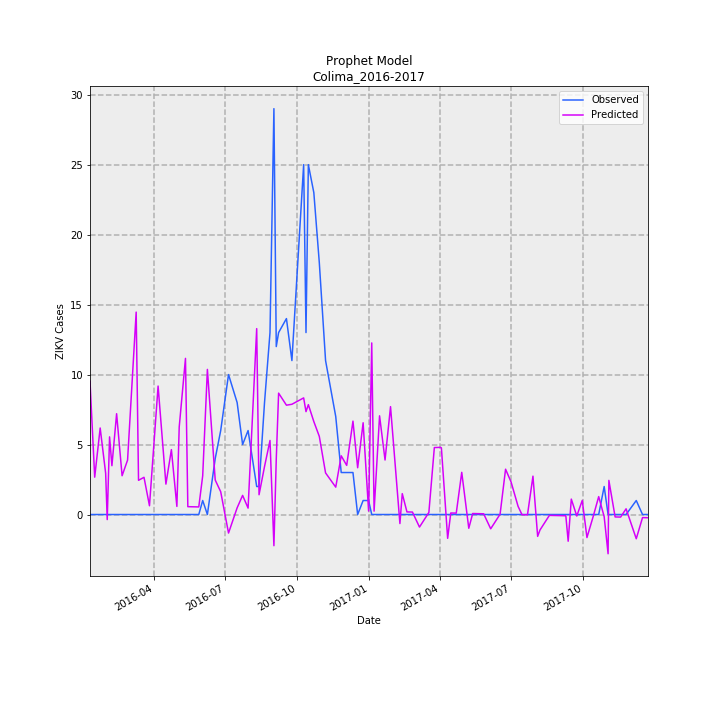 Prophet Model
Colima_2016-2017
Observed
Predicted
30
25
20
15
10
5
0
ZIKV Cases
2016-04
2016-07
2016-10
2017-01
2017-04
2017-07
2017-10
Date